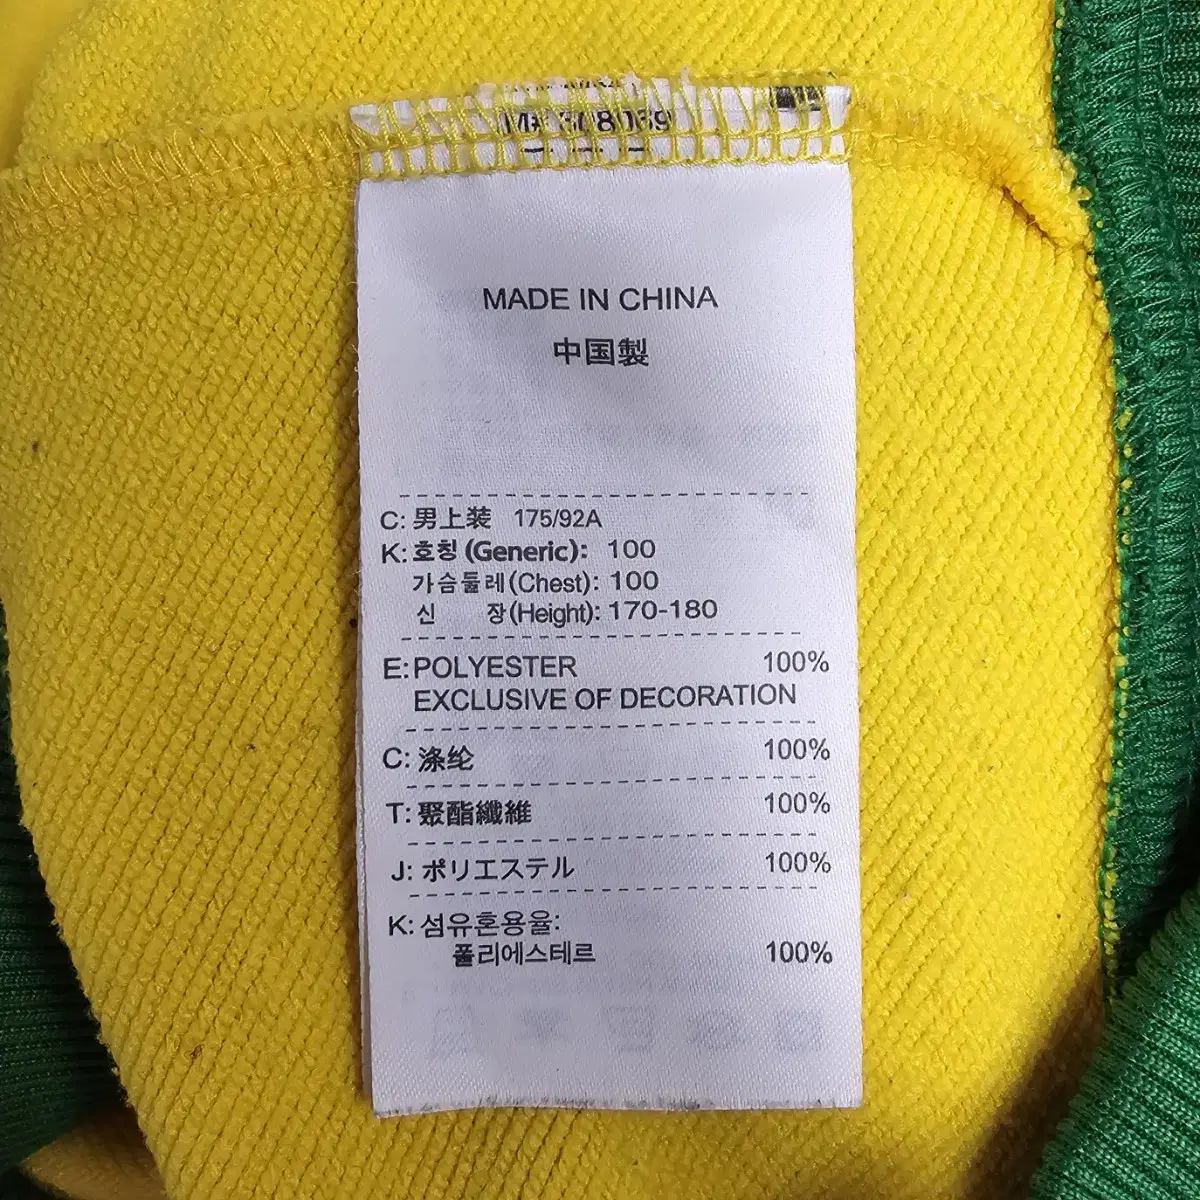 MADE IN CHINA
中国製
C: 男上装 175/92A
K: 호칭 (Generic): 100
가슴둘레(Chest): 100
신 장(Height): 170-180
E: POLYESTER 100%
EXCLUSIVE OF DECORATION
C: 涤纶 100%
T: 聚酯纖維 100%
J: ポリエステル 100%
K: 섬유혼용율:
폴리에스테르 100%